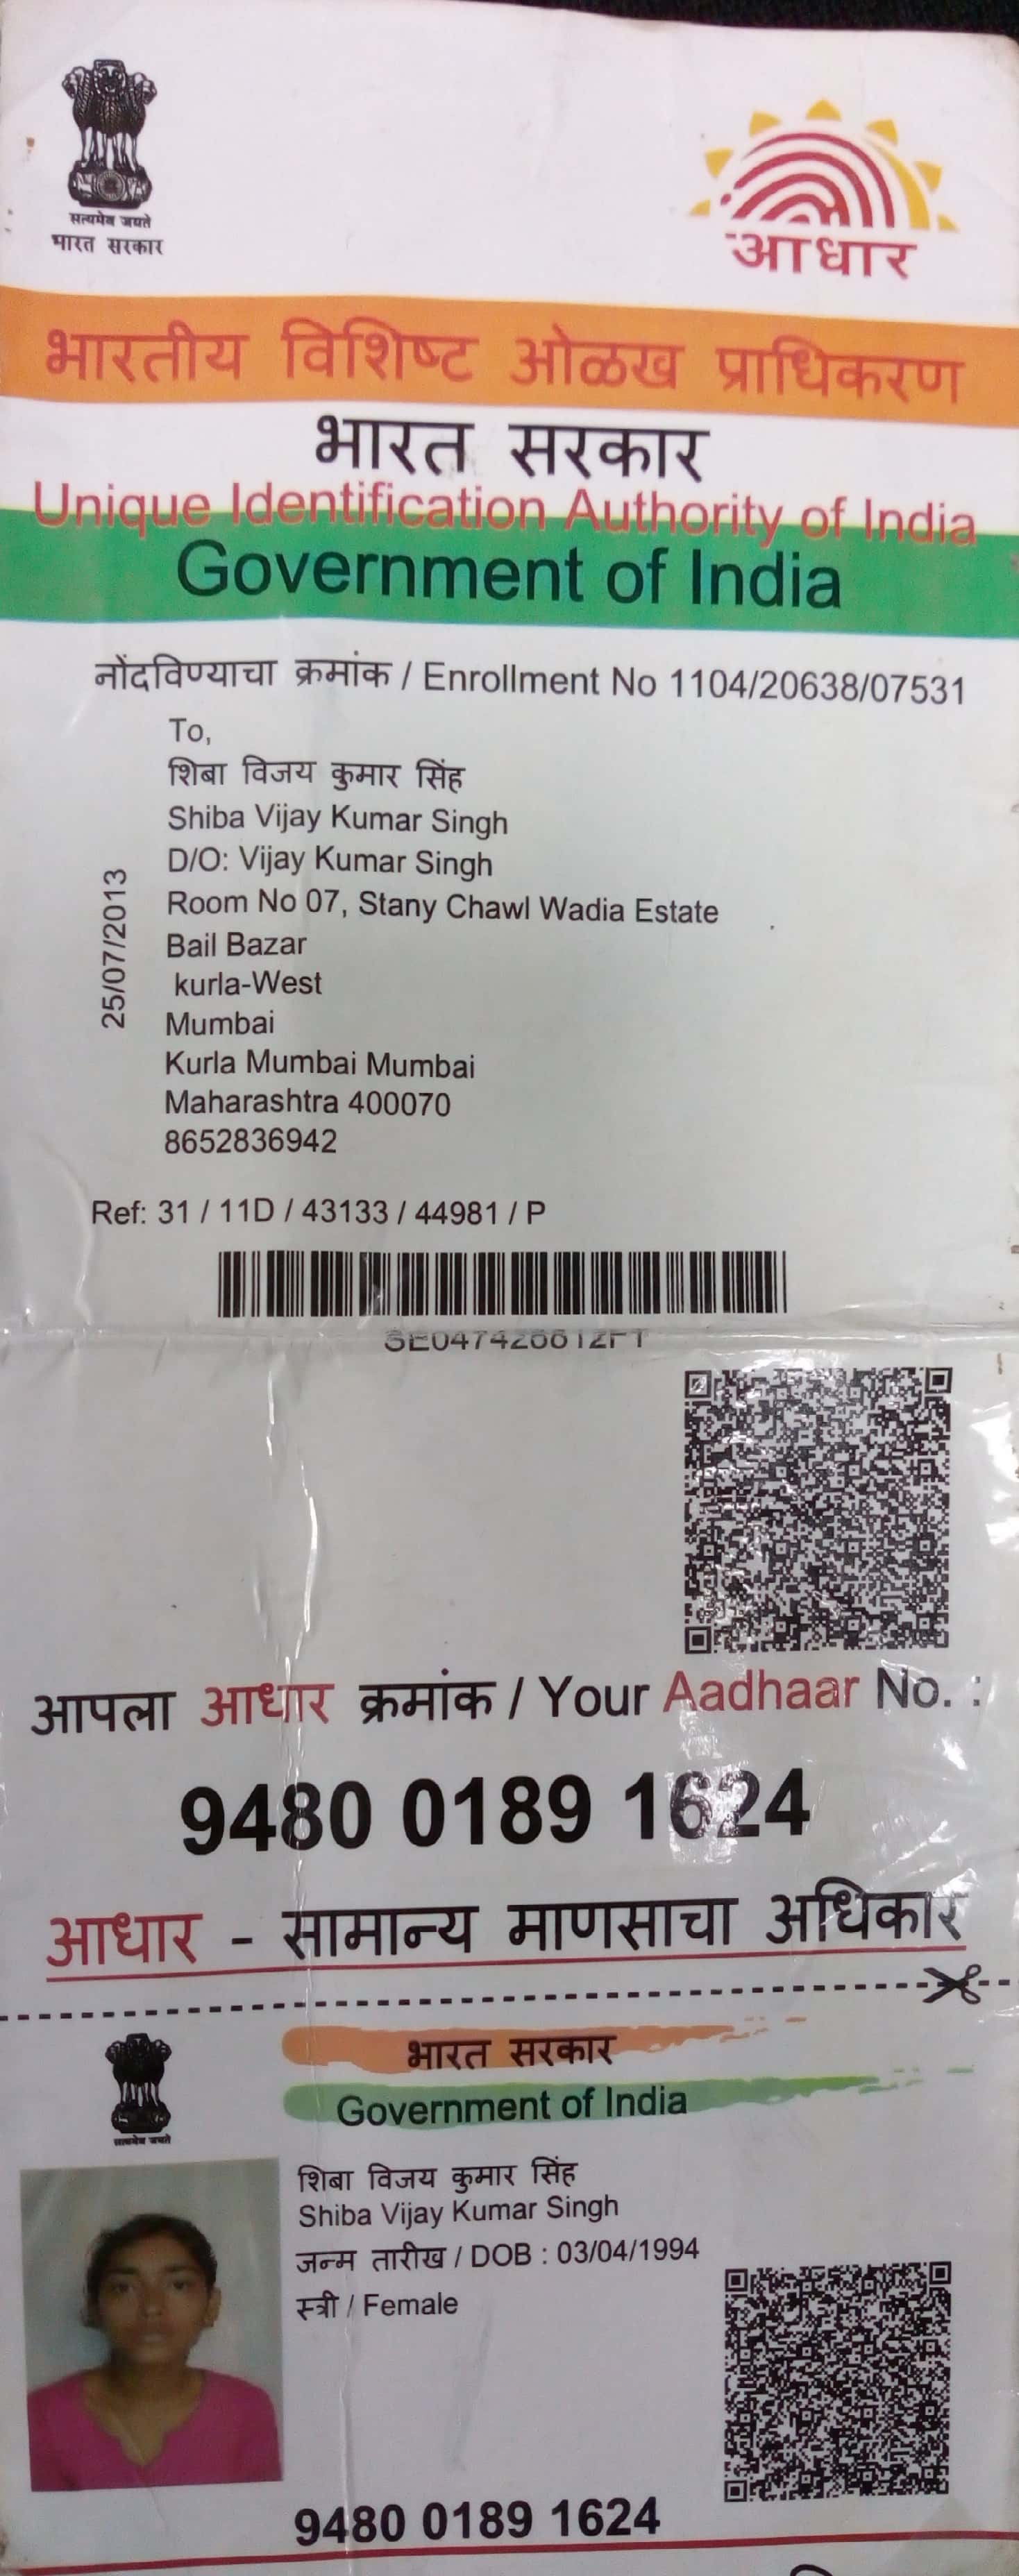 सत्यमेव जयते
भारत सरकार
आधार
भारतीय विशिष्ट ओळख प्राधिकरण
भारत सरकार
Unique Identification Authority of India
Government of India
नोंदविण्याचा क्रमांक / Enrollment No 1104/20638/07531
To,
शिबा विजय कुमार सिंह
Shiba Vijay Kumar Singh
D/O: Vijay Kumar Singh
Room No 07, Stany Chawl Wadia Estate
Bail Bazar
kurla-West
Mumbai
Kurla Mumbai Mumbai
Maharashtra 400070
8652836942
25/07/2013
Ref: 31 / 11D / 43133 / 44981 / P
आपला आधार क्रमांक / Your Aadhaar No. :
9480 0189 1624
आधार - सामान्य माणसाचा अधिकार
भारत सरकार
Government of India
सत्यमेव जयते
शिबा विजय कुमार सिंह
Shiba Vijay Kumar Singh
जन्म तारीख / DOB : 03/04/1994
स्त्री / Female
9480 0189 1624